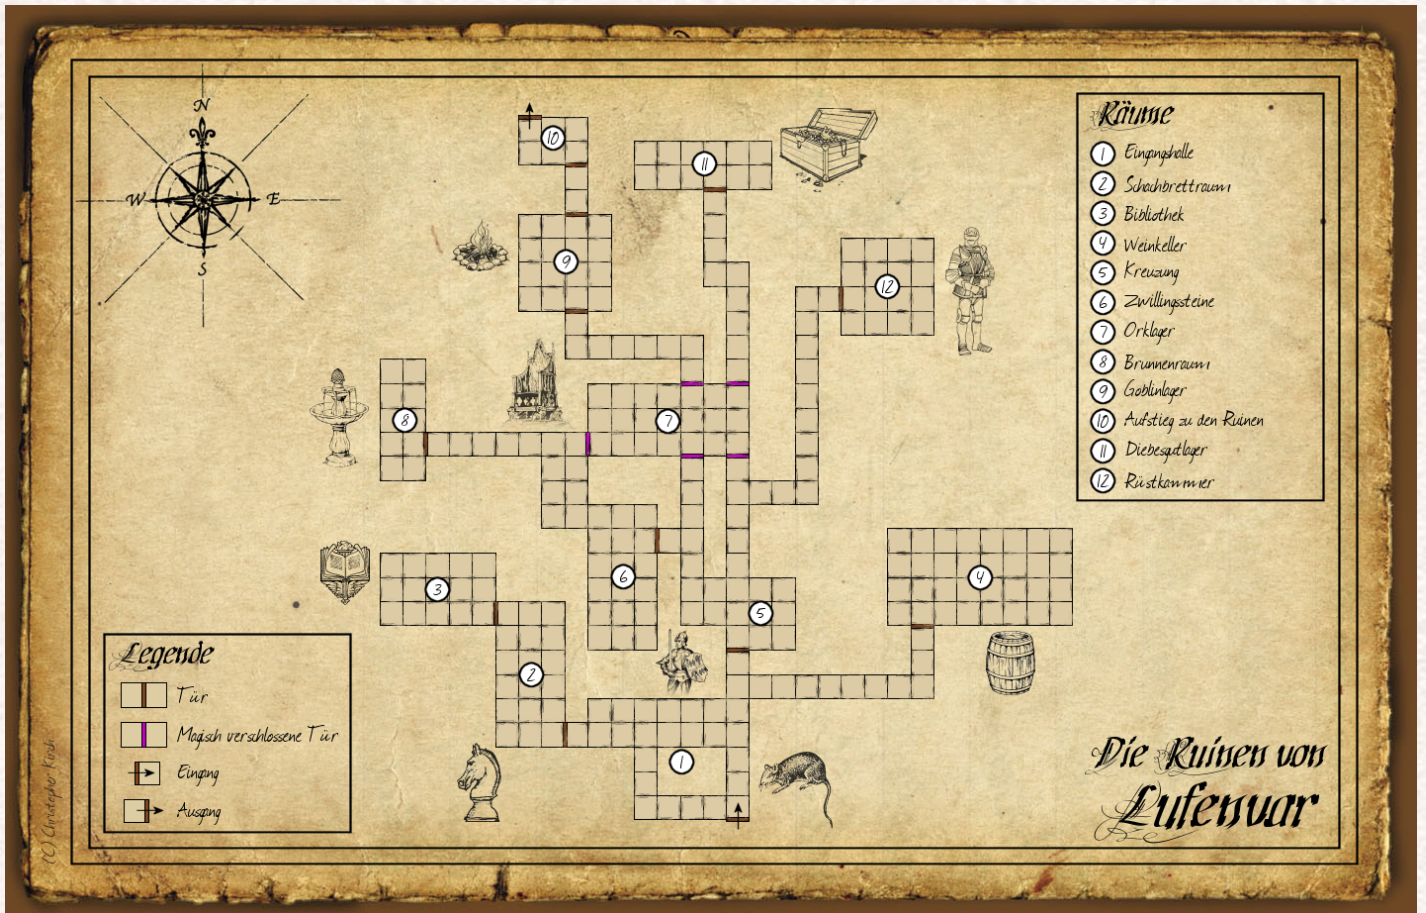 N
W
E
S
10
11
9
12
8
7
3
6
5
4
2
1
Räume
1 Eingangshalle
2 Schachbrettraum
3 Bibliothek
4 Weinkeller
5 Kreuzung
6 Zwillingssteine
7 Orklager
8 Brunnenraum
9 Goblinlager
10 Aufstieg zu den Ruinen
11 Diebesgutlager
12 Rüstkammer
Legende
Tür
Magisch verschlossene Tür
Eingang
Ausgang
(C) Christopher Kirsh
Die Ruinen von
Lufenvar